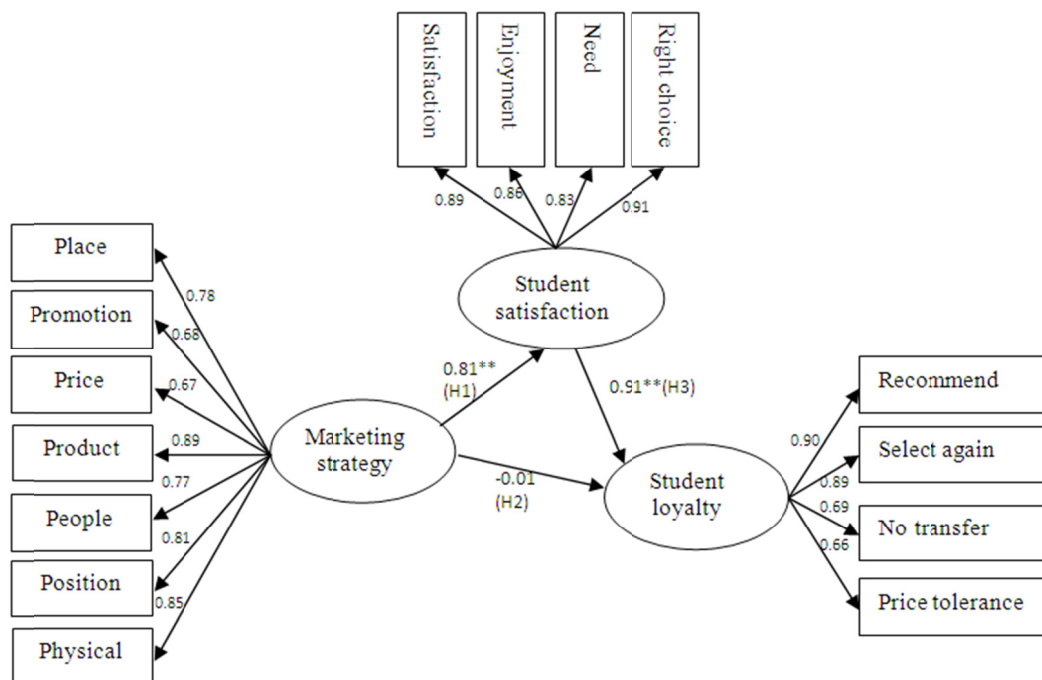 Satisfaction
Enjoyment
Need
Right choice
0.89
0.86
0.83
0.91
Student
satisfaction
Place
Promotion
Price
Product
People
Position
Physical
0.78
0.68
0.67
0.89
0.77
0.81
0.85
Marketing
strategy
0.81**
(H1)
0.91**(H3)
-0.01
(H2)
Student
loyalty
0.90
0.89
0.69
0.66
Recommend
Select again
No transfer
Price tolerance